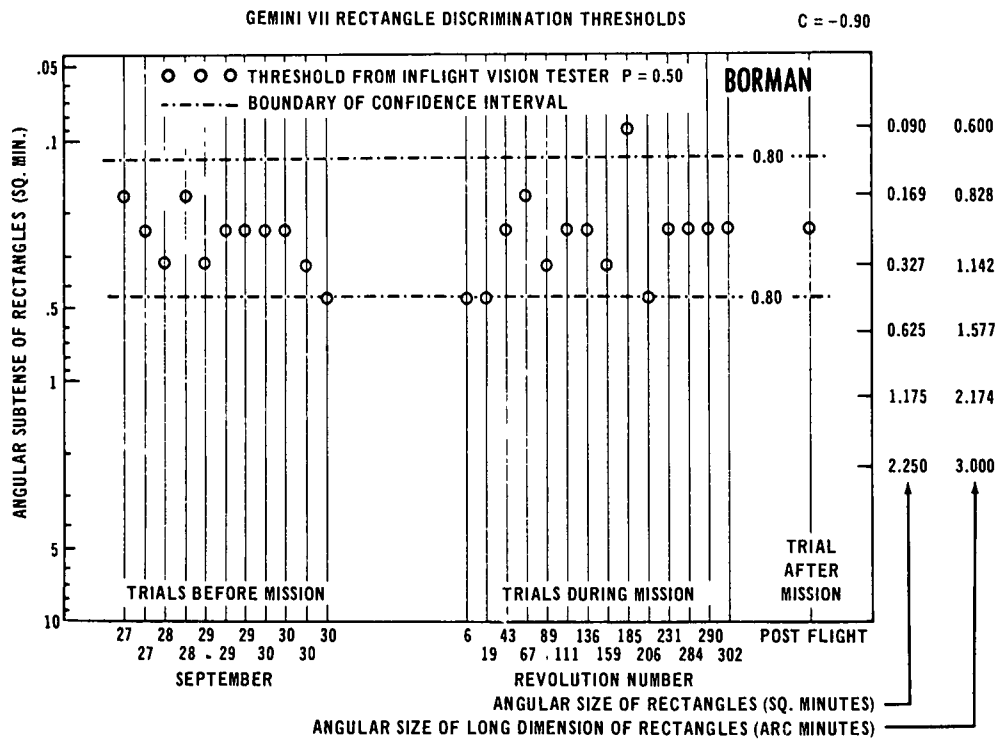 GEMINI VII RECTANGLE DISCRIMINATION THRESHOLDS C = -0.90
THRESHOLD FROM INFLIGHT VISION TESTER P = 0.50
BOUNDARY OF CONFIDENCE INTERVAL
BORMAN
ANGULAR SUBTENSE OF RECTANGLES (SQ. MIN.)
.05
.1
.5
1
5
10
0.80
0.80
0.090 0.600
0.169 0.828
0.327 1.142
0.625 1.577
1.175 2.174
2.250 3.000
TRIALS BEFORE MISSION
TRIALS DURING MISSION
TRIAL
AFTER
MISSION
27 28 29 29 30 30 6 43 89 136 185 231 290 POST FLIGHT
27 28 29 30 30 19 67 111 159 206 284 302
SEPTEMBER
REVOLUTION NUMBER
ANGULAR SIZE OF RECTANGLES (SQ. MINUTES)
ANGULAR SIZE OF LONG DIMENSION OF RECTANGLES (ARC MINUTES)